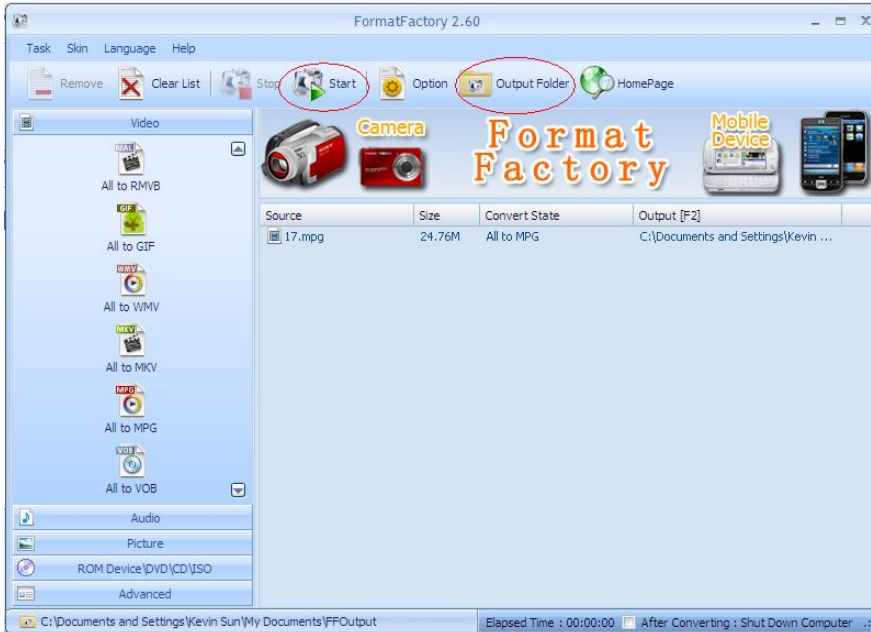 FormatFactory 2.60
Task Skin Language Help
Remove Clear List Stop Start Option Output Folder HomePage
Video
REAL
All to RMVB
GIF
All to GIF
WMV
All to WMV
MKV
All to MKV
MPG
All to MPG
VOB
All to VOB
Audio
Picture
ROM Device\DVD\CD\ISO
Advanced
Camera
Format
Factory
Mobile
Device
SONY
Source Size Convert State Output [F2]
17.mpg 24.76M All to MPG C:\Documents and Settings\Kevin ...
C:\Documents and Settings\Kevin Sun\My Documents\FFOutput
Elapsed Time : 00:00:00 After Converting : Shut Down Computer